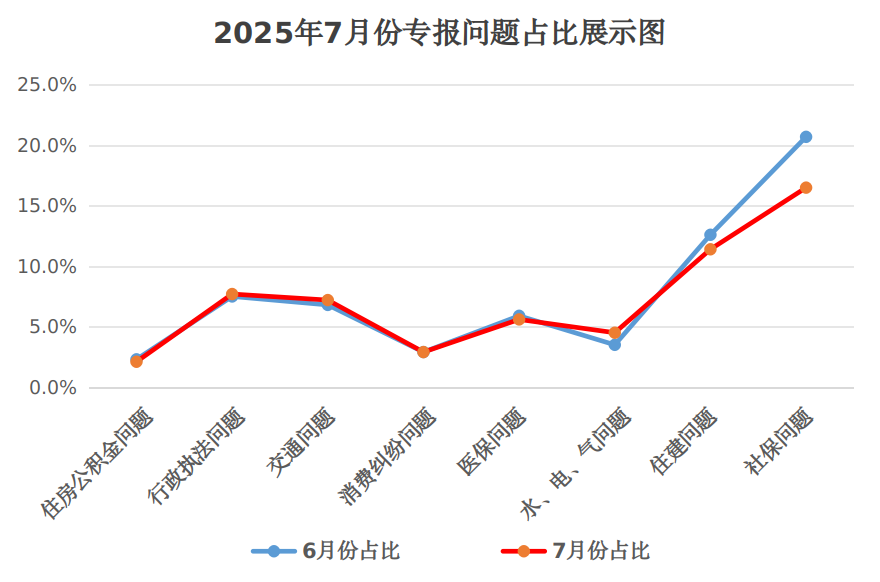 2025年7月份专报问题占比展示图
25.0%
20.0%
15.0%
10.0%
5.0%
0.0%
住房公积金问题
行政执法问题
交通问题
消费纠纷问题
医保问题
水、电、气问题
住建问题
社保问题
6月份占比
7月份占比